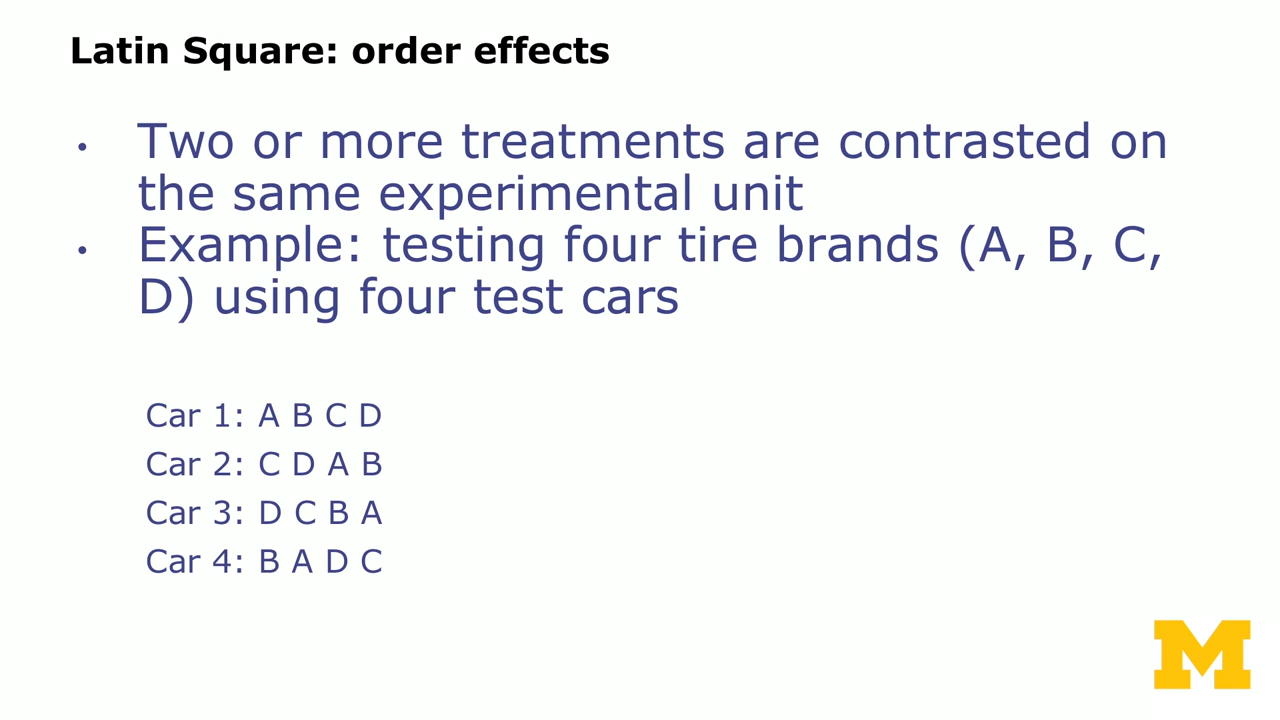 Latin Square: order effects
• Two or more treatments are contrasted on
the same experimental unit
• Example: testing four tire brands (A, B, C,
D) using four test cars
Car 1: A B C D
Car 2: C D A B
Car 3: D C B A
Car 4: B A D C
M